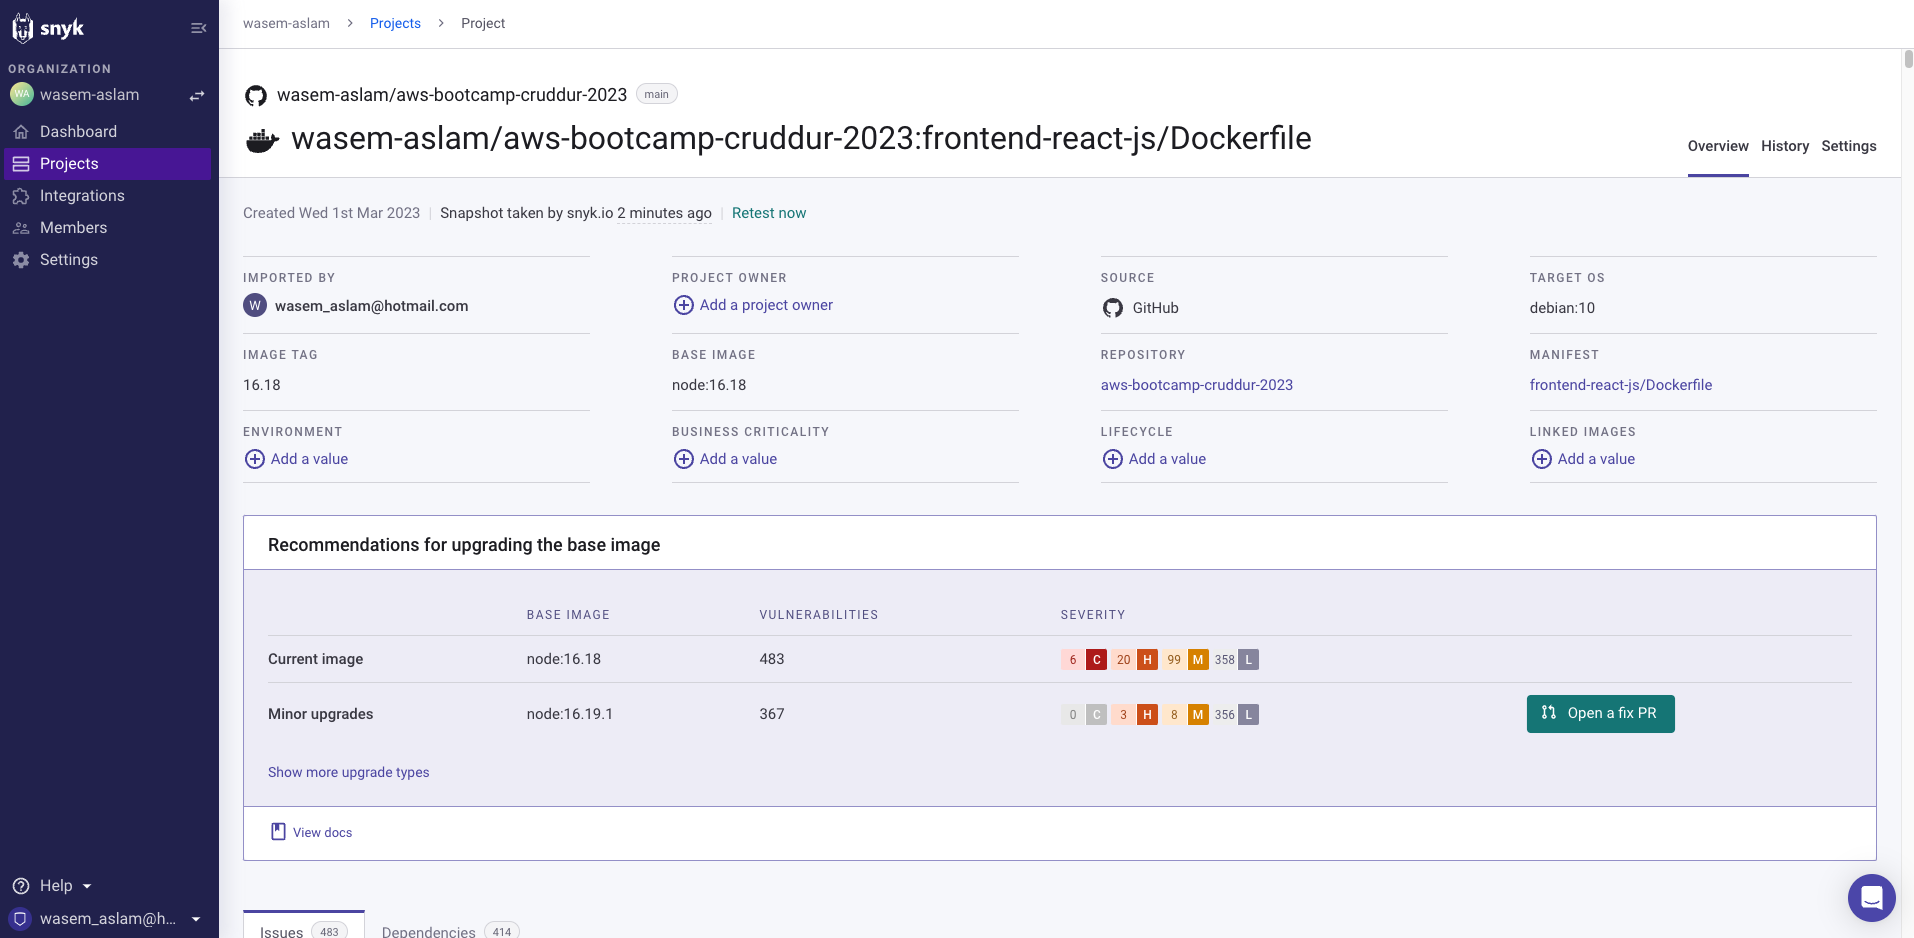 snyk
wasem-aslam > Projects > Project
ORGANIZATION
WA wasem-aslam
Dashboard
Projects
Integrations
Members
Settings
wasem-aslam/aws-bootcamp-cruddur-2023 main
wasem-aslam/aws-bootcamp-cruddur-2023:frontend-react-js/Dockerfile
Overview History Settings
Created Wed 1st Mar 2023 | Snapshot taken by snyk.io 2 minutes ago | Retest now
IMPORTED BY PROJECT OWNER SOURCE TARGET OS
W wasem_aslam@hotmail.com Add a project owner GitHub debian:10
IMAGE TAG BASE IMAGE REPOSITORY MANIFEST
16.18 node:16.18 aws-bootcamp-cruddur-2023 frontend-react-js/Dockerfile
ENVIRONMENT BUSINESS CRITICALITY LIFECYCLE LINKED IMAGES
Add a value Add a value Add a value Add a value
Recommendations for upgrading the base image
BASE IMAGE VULNERABILITIES SEVERITY
Current image node:16.18 483 6 C 20 H 99 M 358 L
Minor upgrades node:16.19.1 367 0 C 3 H 8 M 356 L Open a fix PR
Show more upgrade types
View docs
Issues 483 Dependencies 414
Help
wasem_aslam@h...